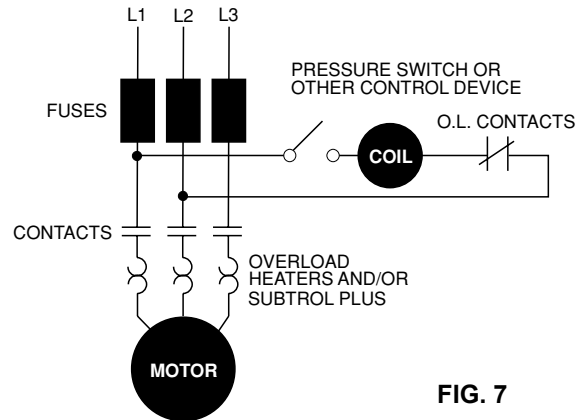 L1 L2 L3
PRESSURE SWITCH OR
OTHER CONTROL DEVICE
FUSES
O.L. CONTACTS
COIL
CONTACTS
OVERLOAD
HEATERS AND/OR
SUBTROL PLUS
MOTOR
FIG. 7